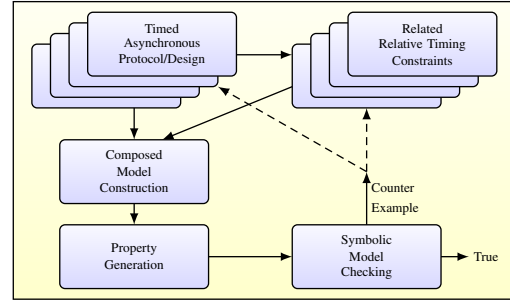 Timed
Asynchronous
Protocol/Design
Related
Relative Timing
Constraints
Composed
Model
Construction
Counter
Example
Property
Generation
Symbolic
Model
Checking
True